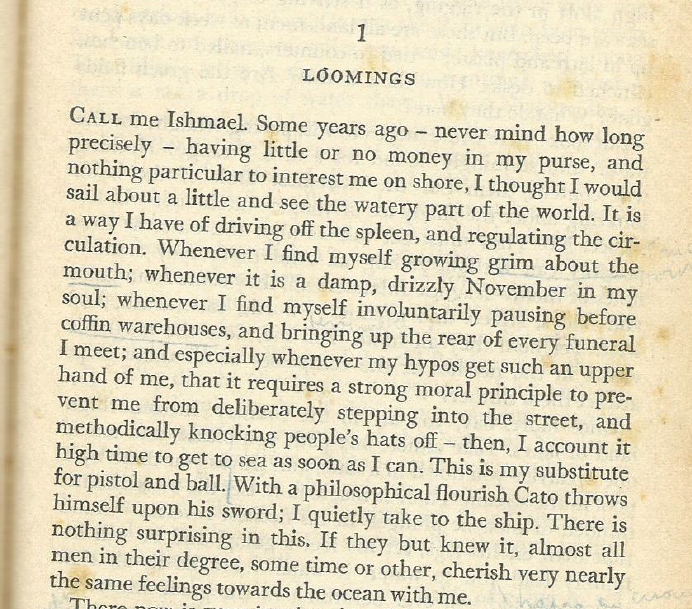 1
LOOMINGS
CALL me Ishmael. Some years ago – never mind how long
precisely – having little or no money in my purse, and
nothing particular to interest me on shore, I thought I would
sail about a little and see the watery part of the world. It is
a way I have of driving off the spleen, and regulating the cir-
culation. Whenever I find myself growing grim about the
mouth; whenever it is a damp, drizzly November in my
soul; whenever I find myself involuntarily pausing before
coffin warehouses, and bringing up the rear of every funeral
I meet; and especially whenever my hypos get such an upper
hand of me, that it requires a strong moral principle to pre-
vent me from deliberately stepping into the street, and
methodically knocking people's hats off – then, I account it
high time to get to sea as soon as I can. This is my substitute
for pistol and ball. With a philosophical flourish Cato throws
himself upon his sword; I quietly take to the ship. There is
nothing surprising in this. If they but knew it, almost all
men in their degree, some time or other, cherish very nearly
the same feelings towards the ocean with me.
There now is